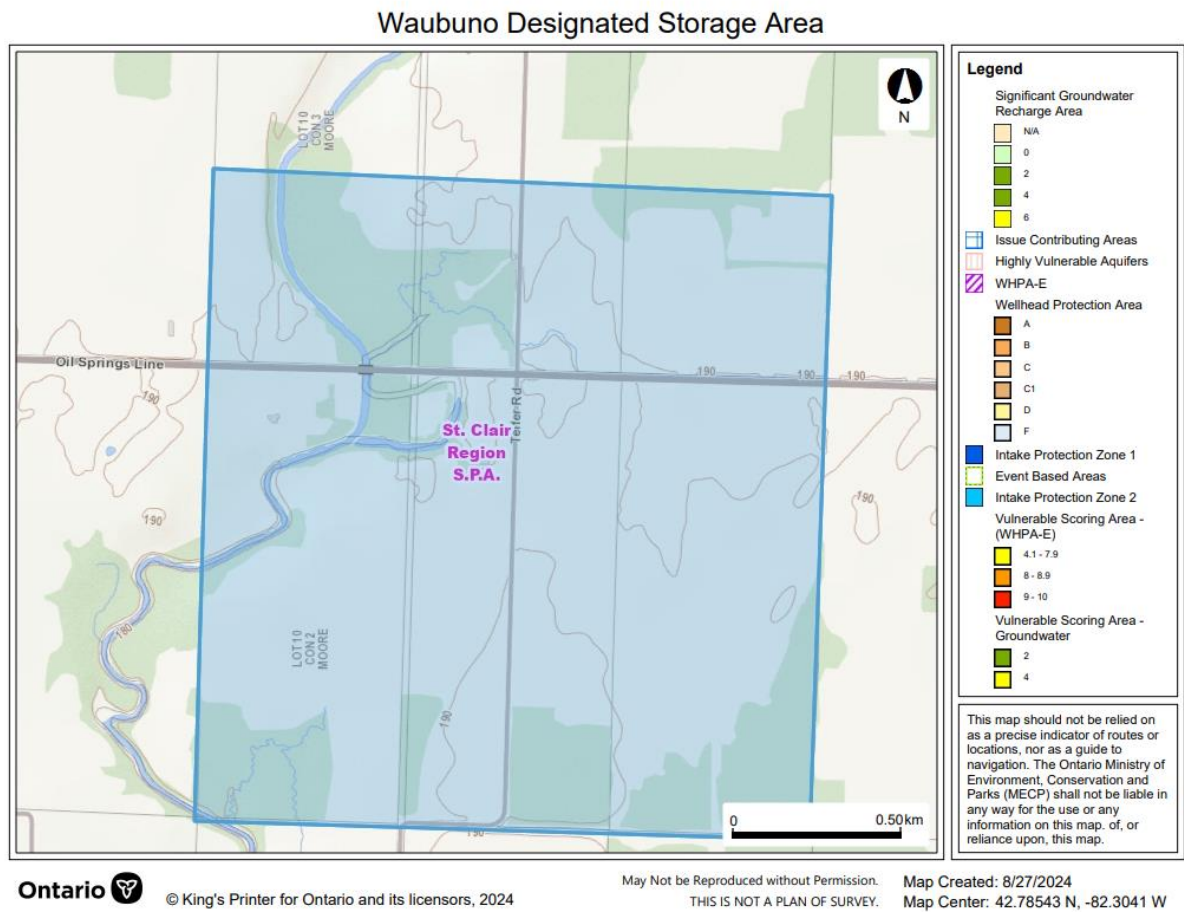 Waubuno Designated Storage Area
LOT 10
CON 3
MOORE
N
Oil Springs Line
190
190
190
190
Telfer Rd
St. Clair
Region
S.P.A.
190
190
180
LOT 10
CON 2
MOORE
190
190
0 0.50 km
Legend
Significant Groundwater
Recharge Area
N/A
0
2
4
6
Issue Contributing Areas
Highly Vulnerable Aquifers
WHPA-E
Wellhead Protection Area
A
B
C
C1
D
F
Intake Protection Zone 1
Event Based Areas
Intake Protection Zone 2
Vulnerable Scoring Area -
(WHPA-E)
4.1 - 7.9
8 - 8.9
9 - 10
Vulnerable Scoring Area -
Groundwater
2
4
This map should not be relied on
as a precise indicator of routes or
locations, nor as a guide to
navigation. The Ontario Ministry of
Environment, Conservation and
Parks (MECP) shall not be liable in
any way for the use or any
information on this map. of, or
reliance upon, this map.
Ontario
© King's Printer for Ontario and its licensors, 2024
May Not be Reproduced without Permission.
THIS IS NOT A PLAN OF SURVEY.
Map Created: 8/27/2024
Map Center: 42.78543 N, -82.3041 W